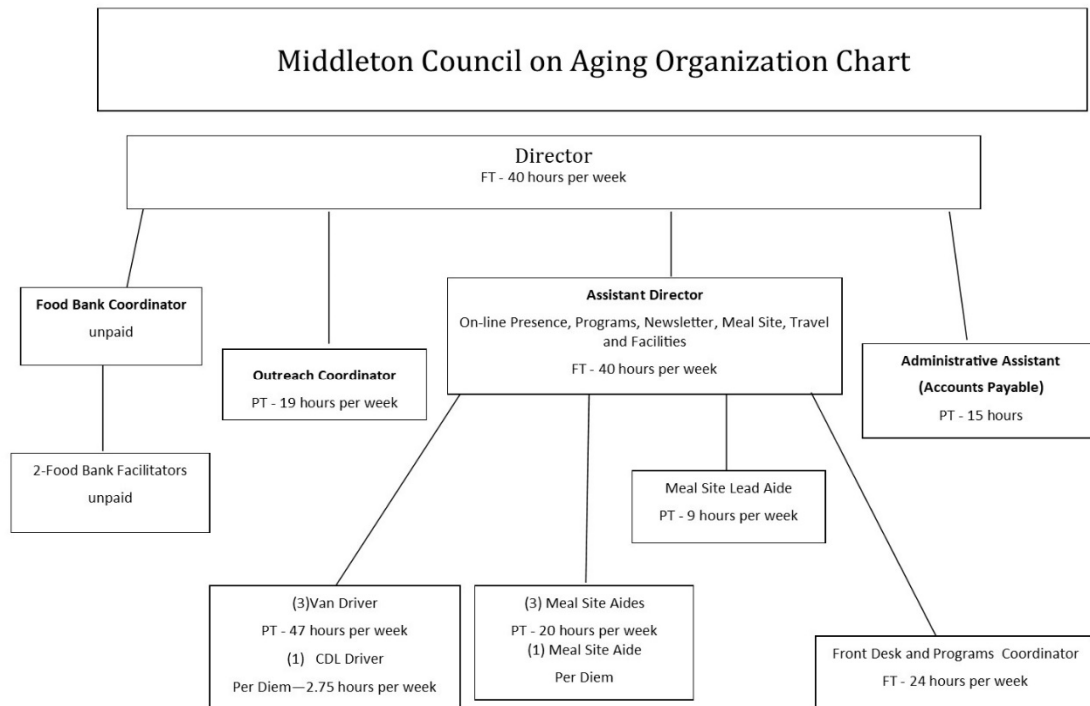 Middleton Council on Aging Organization Chart
Director
FT - 40 hours per week
Food Bank Coordinator
unpaid
2-Food Bank Facilitators
unpaid
Outreach Coordinator
PT - 19 hours per week
Assistant Director
On-line Presence, Programs, Newsletter, Meal Site, Travel
and Facilities
FT - 40 hours per week
Administrative Assistant
(Accounts Payable)
PT - 15 hours
Meal Site Lead Aide
PT - 9 hours per week
(3)Van Driver
PT - 47 hours per week
(1) CDL Driver
Per Diem—2.75 hours per week
(3) Meal Site Aides
PT - 20 hours per week
(1) Meal Site Aide
Per Diem
Front Desk and Programs Coordinator
FT - 24 hours per week